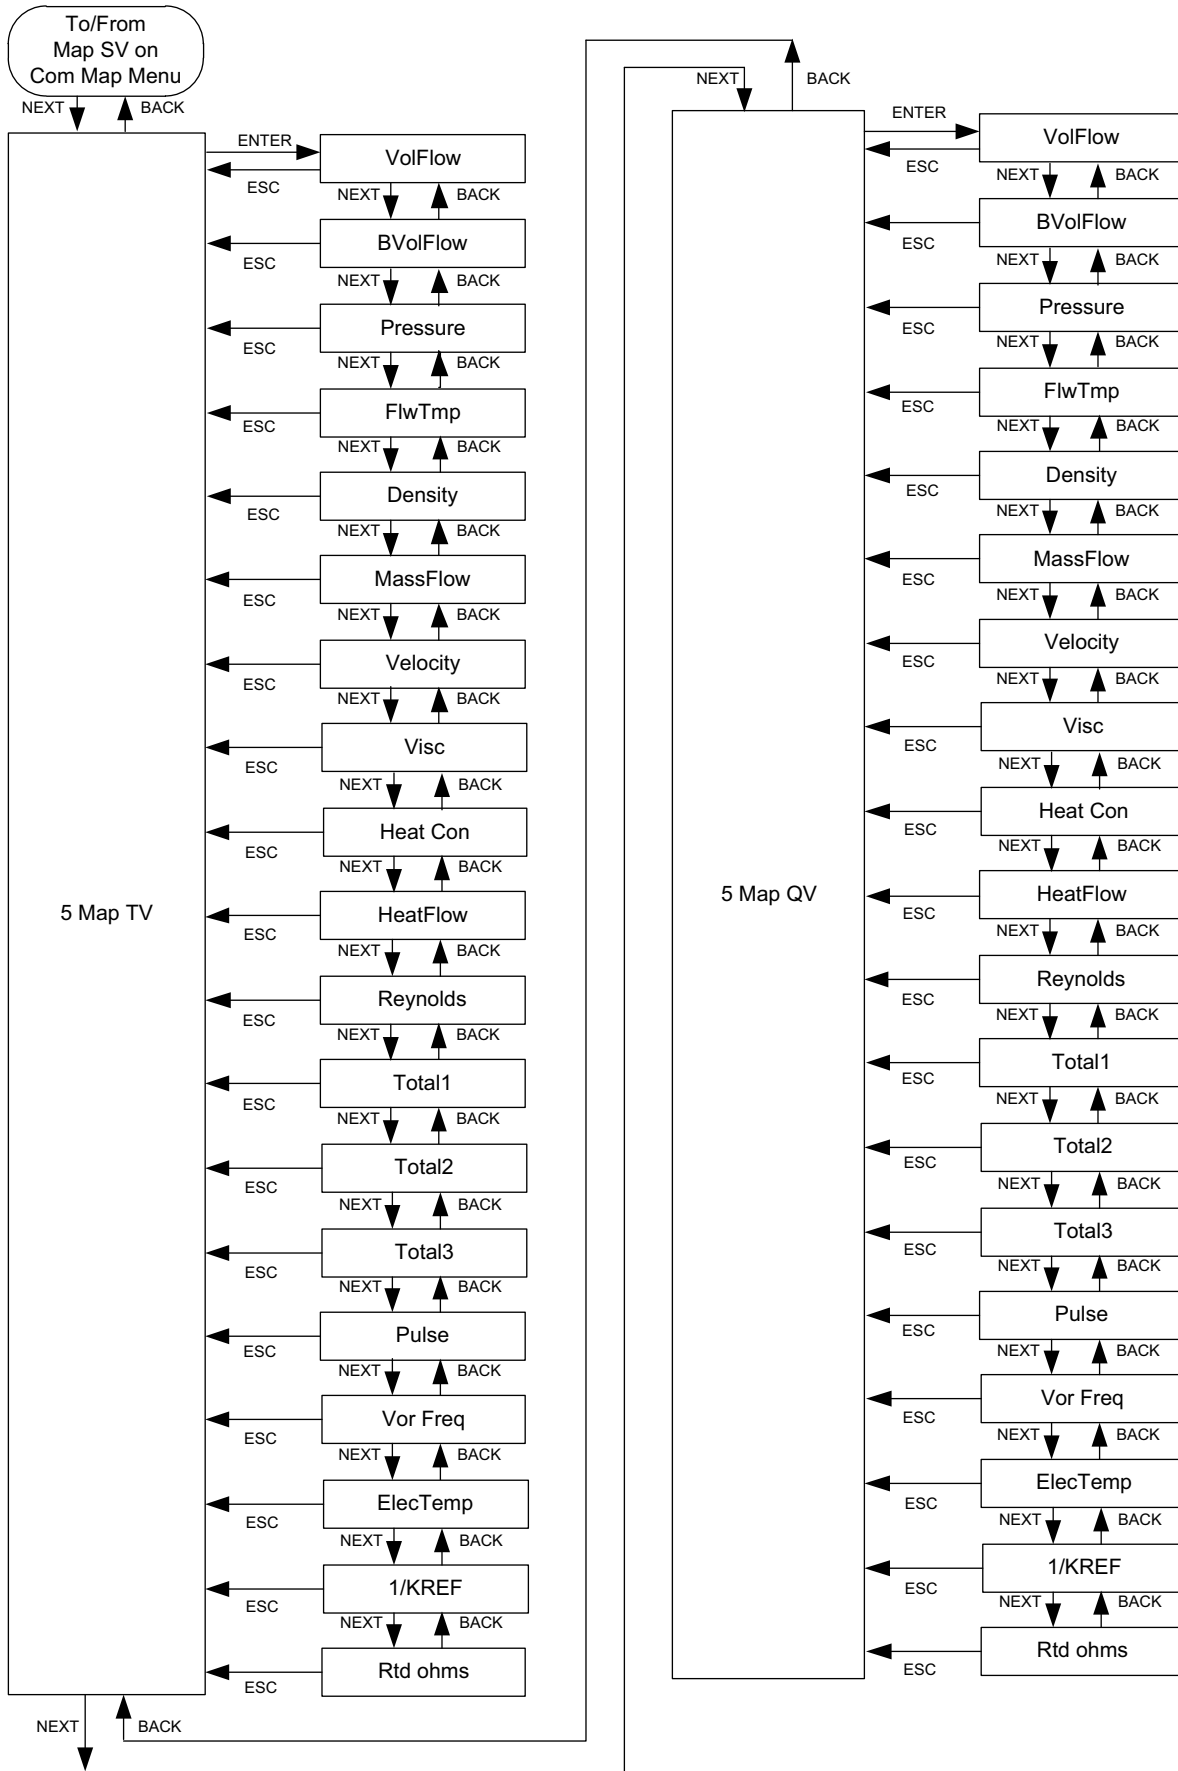 To/From
Map SV on
Com Map Menu
NEXT BACK
ENTER
VolFlow
ESC
NEXT BACK
BVolFlow
ESC
NEXT BACK
Pressure
ESC
NEXT BACK
FlwTmp
ESC
NEXT BACK
Density
ESC
NEXT BACK
MassFlow
ESC
NEXT BACK
Velocity
ESC
NEXT BACK
Visc
ESC
NEXT BACK
Heat Con
ESC
NEXT BACK
5 Map TV
HeatFlow
ESC
NEXT BACK
Reynolds
ESC
NEXT BACK
Total1
ESC
NEXT BACK
Total2
ESC
NEXT BACK
Total3
ESC
NEXT BACK
Pulse
ESC
NEXT BACK
Vor Freq
ESC
NEXT BACK
ElecTemp
ESC
NEXT BACK
1/KREF
ESC
NEXT BACK
Rtd ohms
ESC
NEXT BACK
NEXT BACK
ENTER
VolFlow
ESC
NEXT BACK
BVolFlow
ESC
NEXT BACK
Pressure
ESC
NEXT BACK
FlwTmp
ESC
NEXT BACK
Density
ESC
NEXT BACK
MassFlow
ESC
NEXT BACK
Velocity
ESC
NEXT BACK
Visc
ESC
NEXT BACK
Heat Con
ESC
NEXT BACK
5 Map QV
HeatFlow
ESC
NEXT BACK
Reynolds
ESC
NEXT BACK
Total1
ESC
NEXT BACK
Total2
ESC
NEXT BACK
Total3
ESC
NEXT BACK
Pulse
ESC
NEXT BACK
Vor Freq
ESC
NEXT BACK
ElecTemp
ESC
NEXT BACK
1/KREF
ESC
NEXT BACK
Rtd ohms
ESC